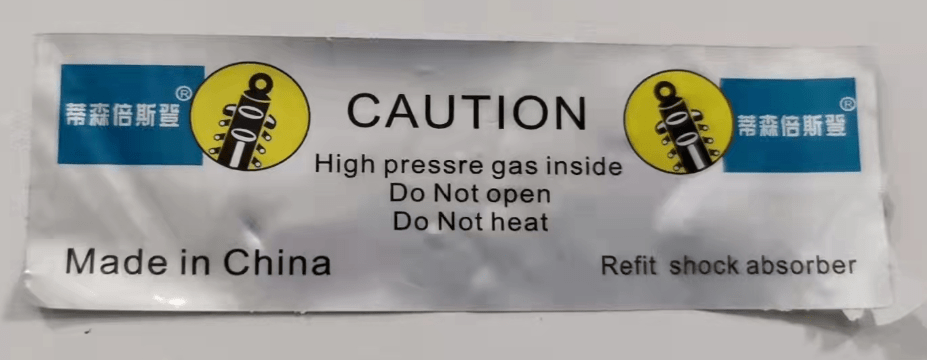 蒂森倍斯登®
CAUTION
蒂森倍斯登®
High pressre gas inside
Do Not open
Do Not heat
Made in China
Refit shock absorber